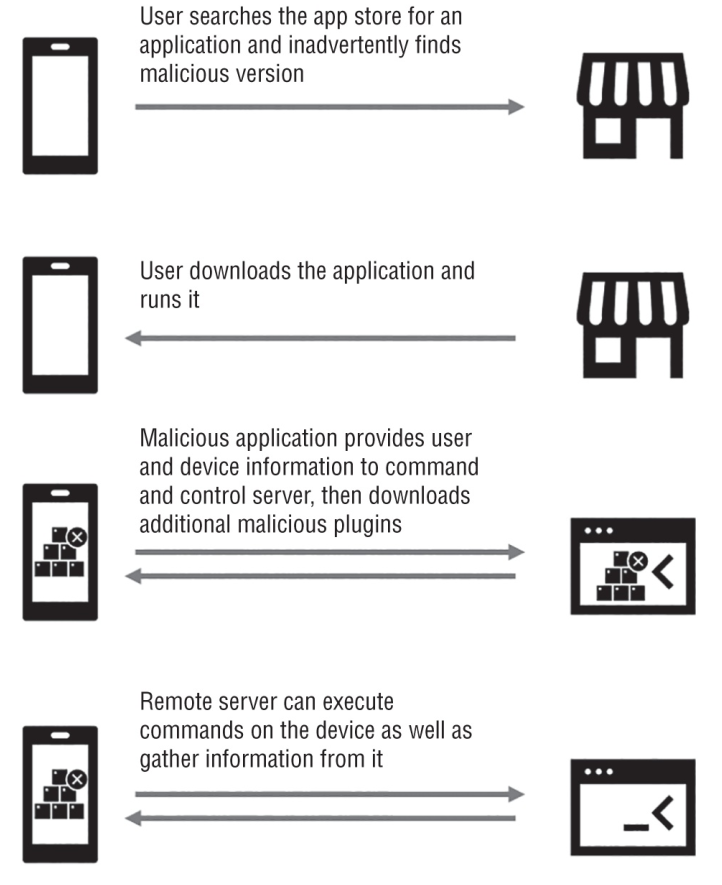 User searches the app store for an
application and inadvertently finds
malicious version
User downloads the application and
runs it
Malicious application provides user
and device information to command
and control server, then downloads
additional malicious plugins
Remote server can execute
commands on the device as well as
gather information from it